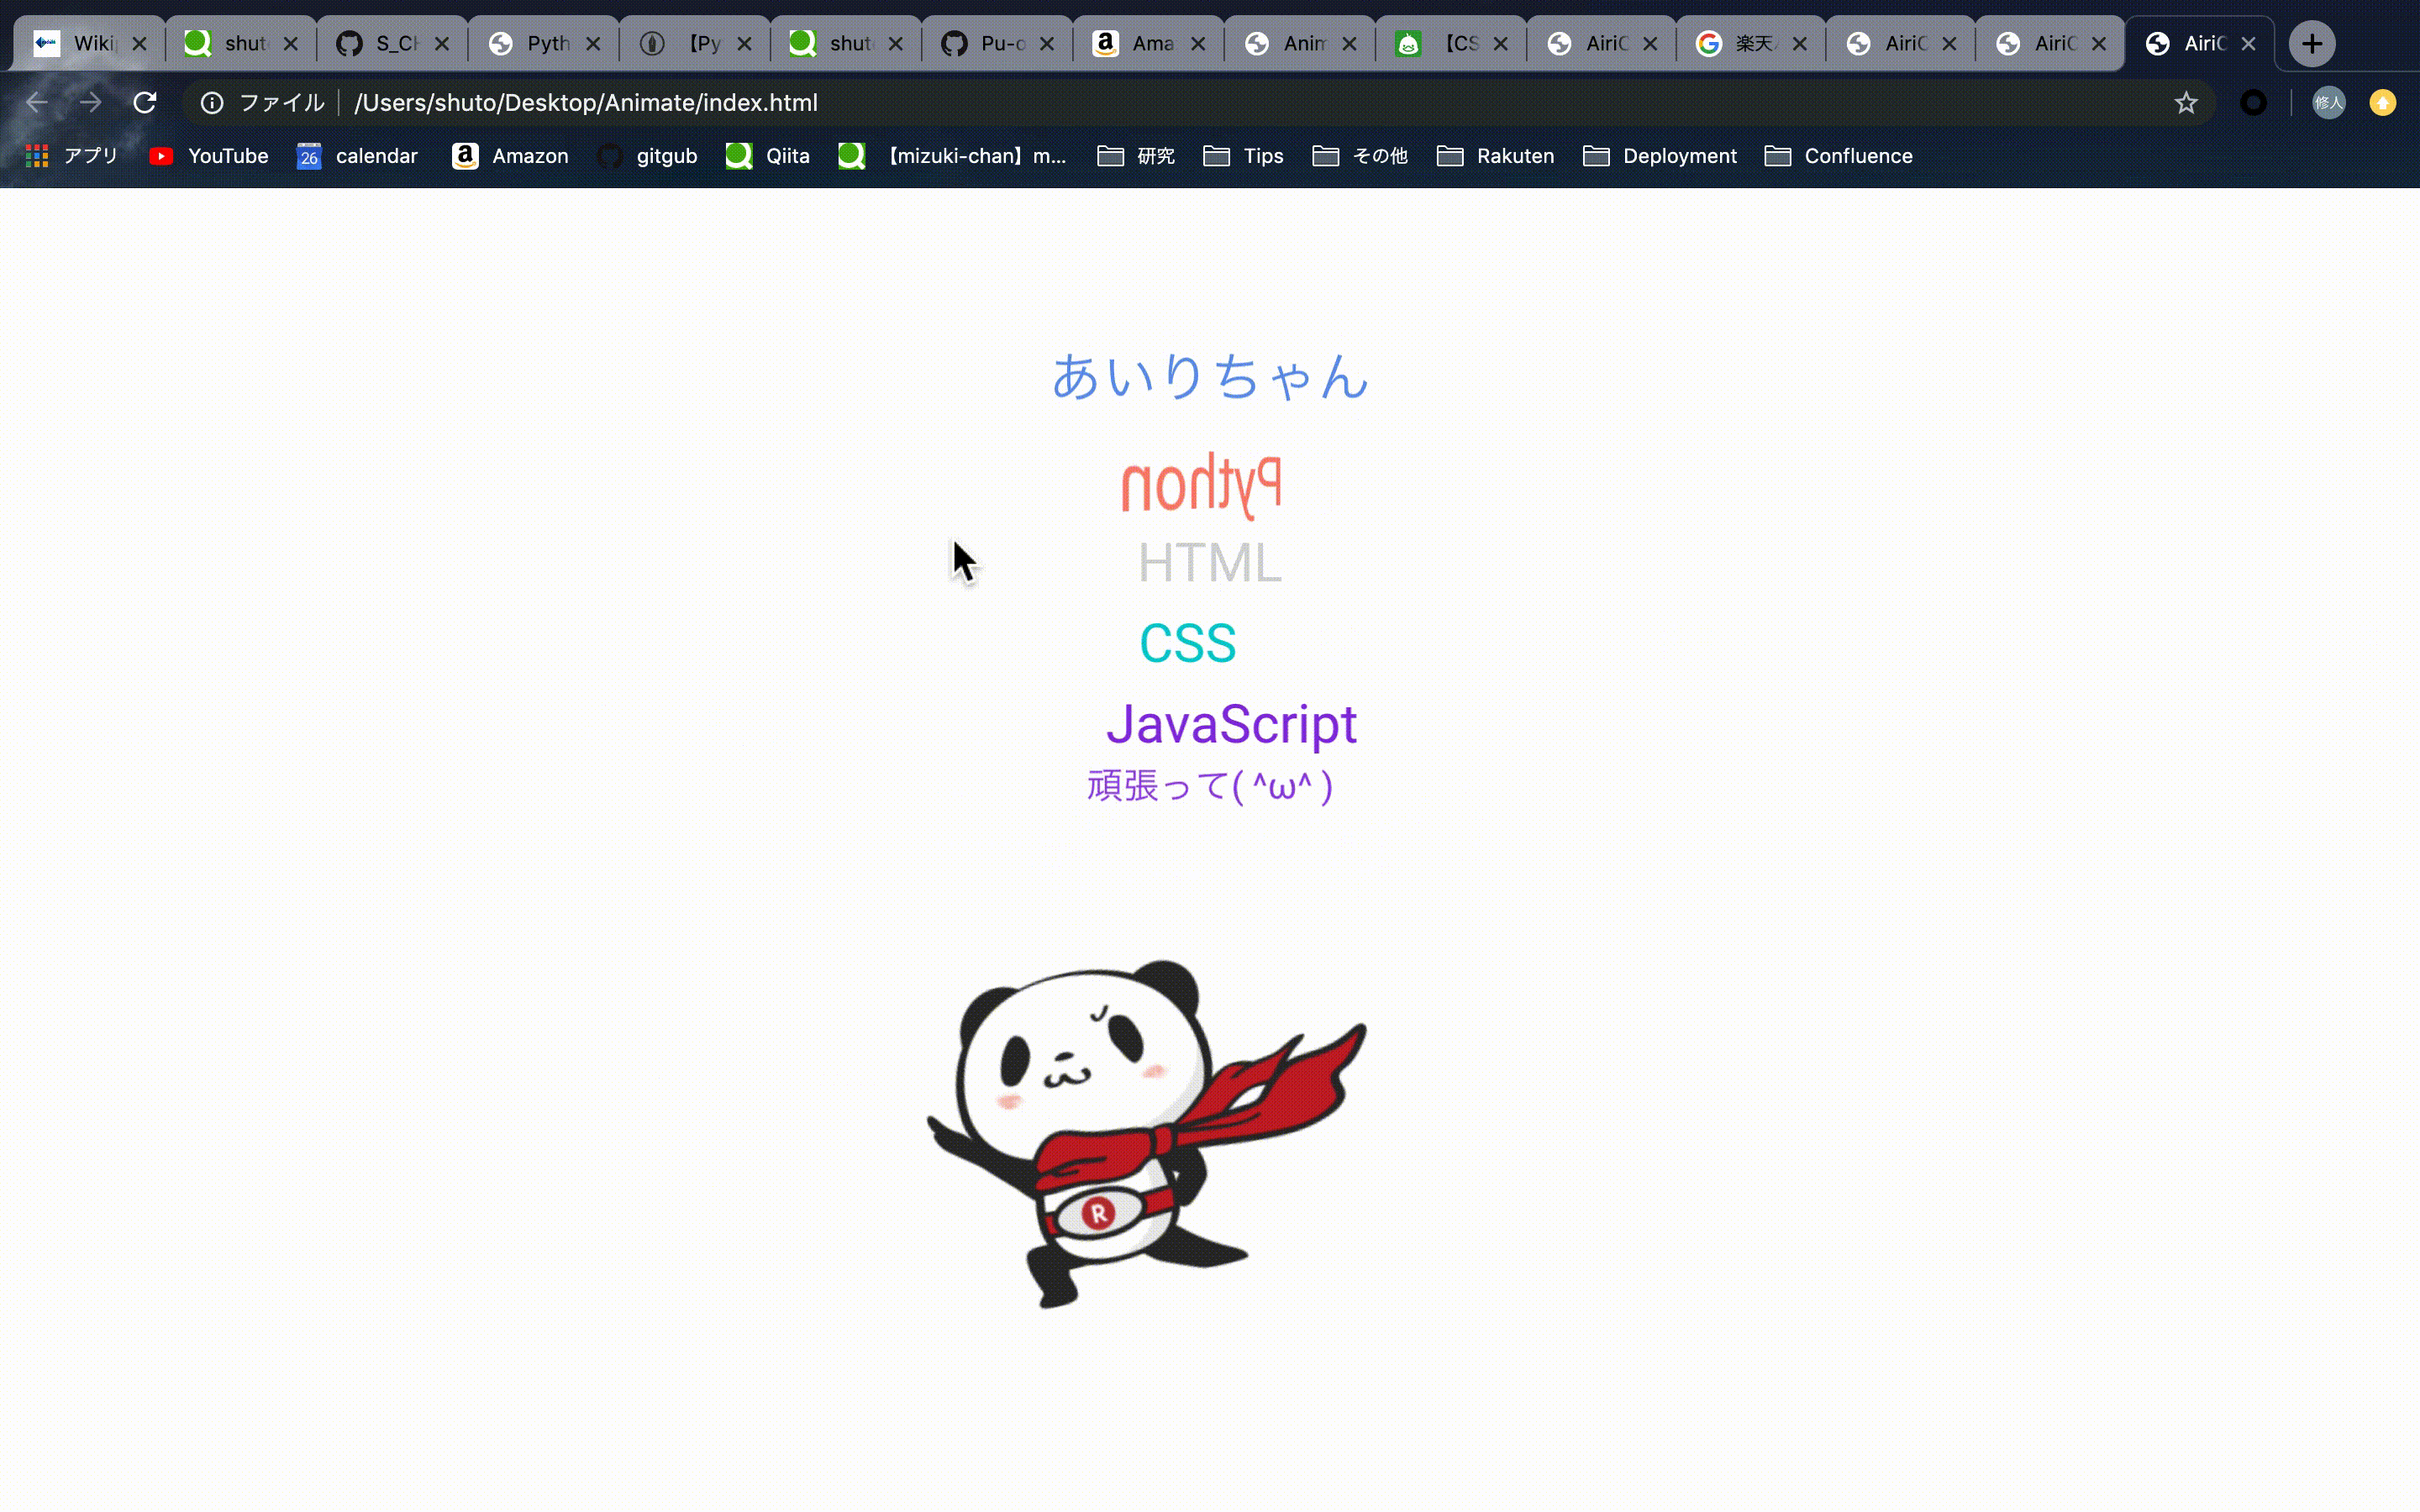 Wiki shut S_Cl Pyth 【Py shut Pu-o Ama Anim 【CS AiriC 楽天 AiriC AiriC AiriC
ファイル /Users/shuto/Desktop/Animate/index.html 修人
アプリ YouTube 26 calendar Amazon gitgub Qiita 【mizuki-chan】m... 研究 Tips その他 Rakuten Deployment Confluence
あいりちゃん
Python
HTML
CSS
JavaScript
頑張って( ^ω^ )
R